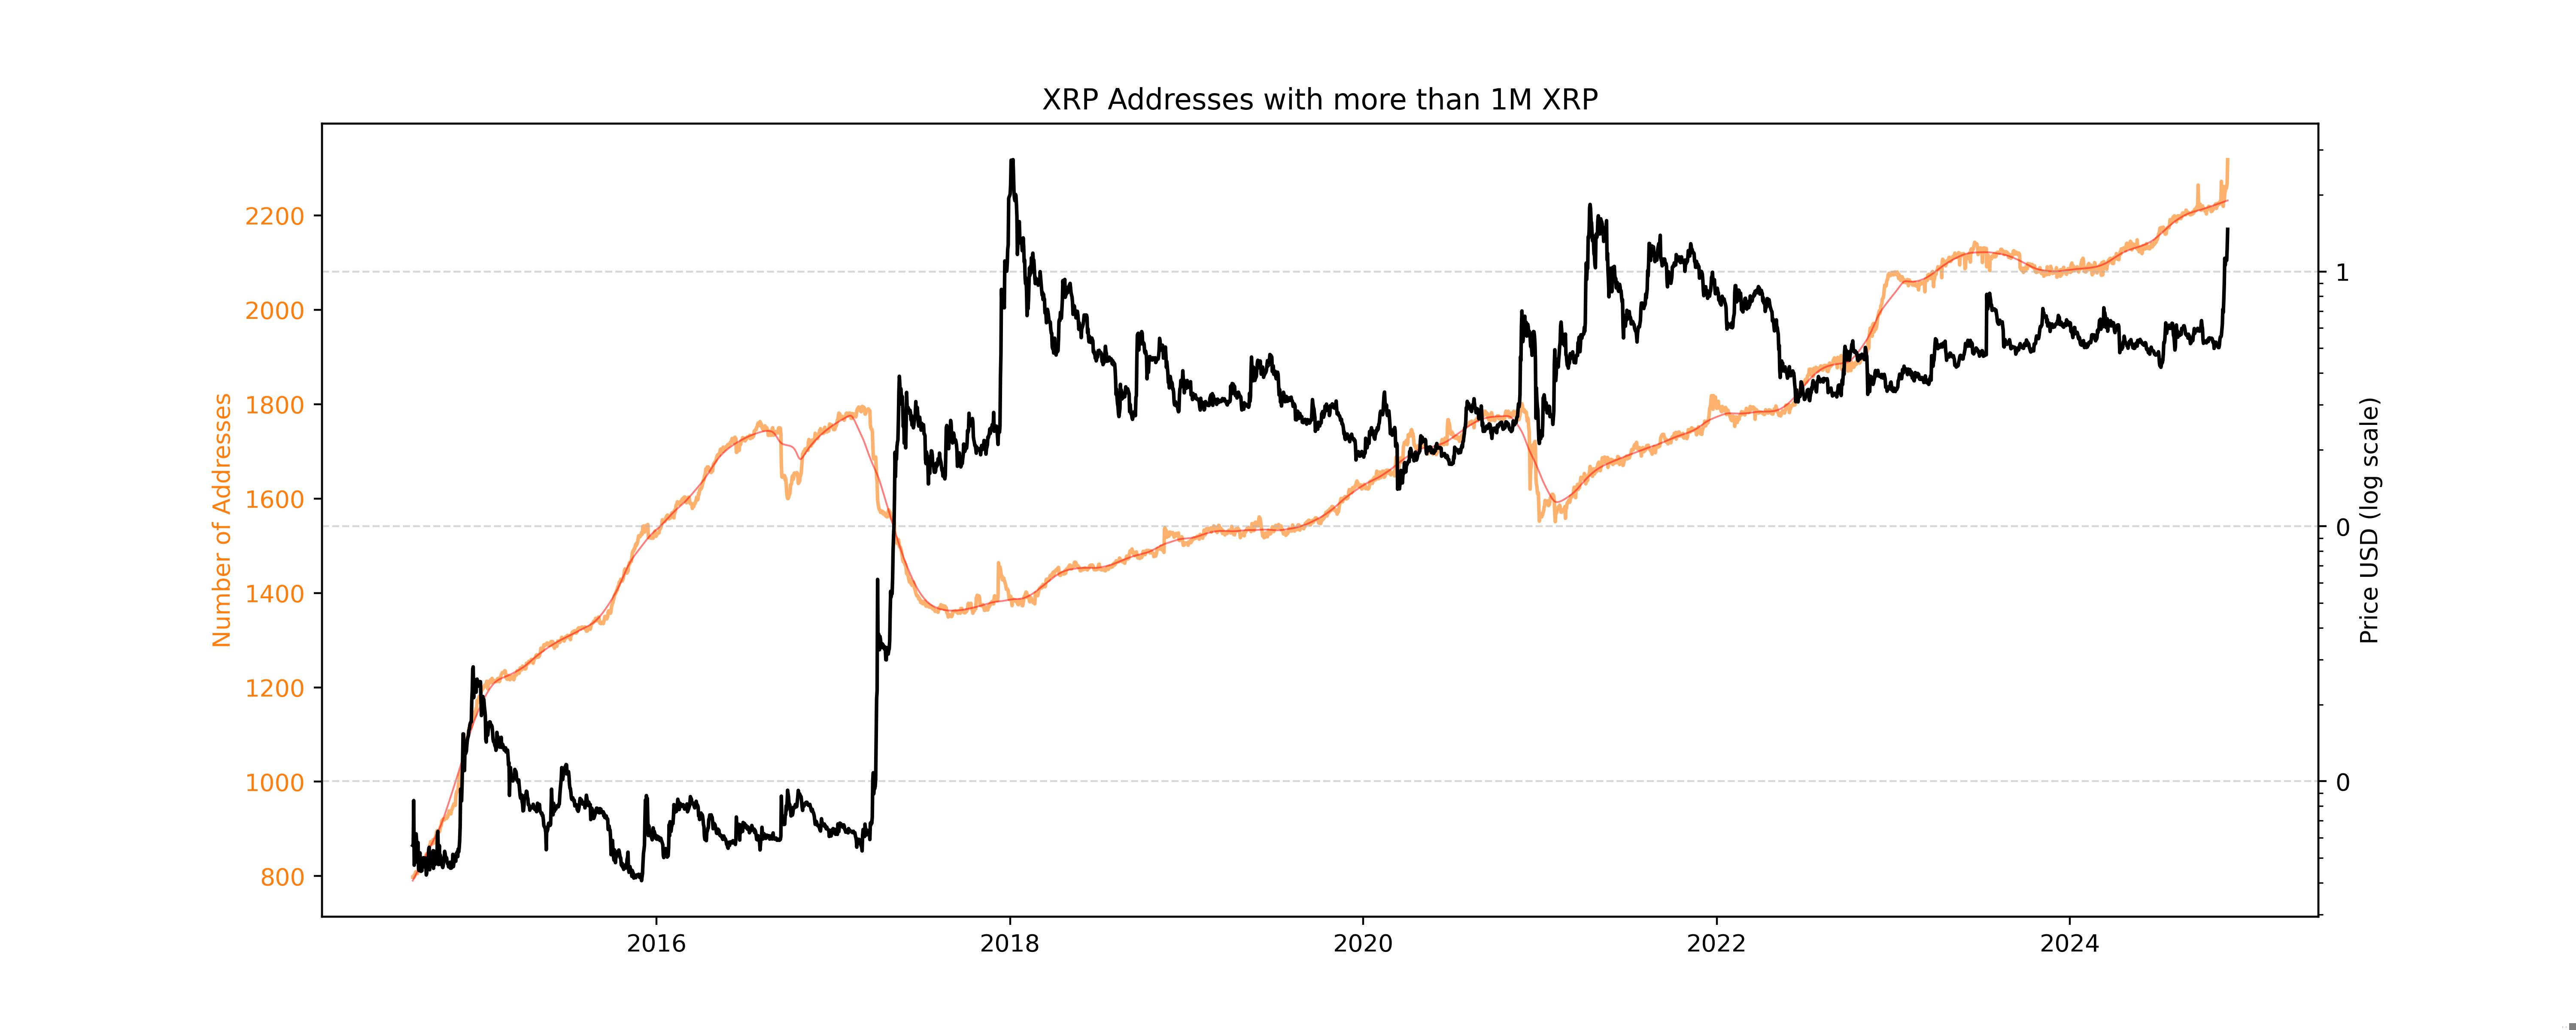 XRP Addresses with more than 1M XRP
Number of Addresses
2200
2000
1800
1600
1400
1200
1000
800
1
0
0
Price USD (log scale)
2016 2018 2020 2022 2024